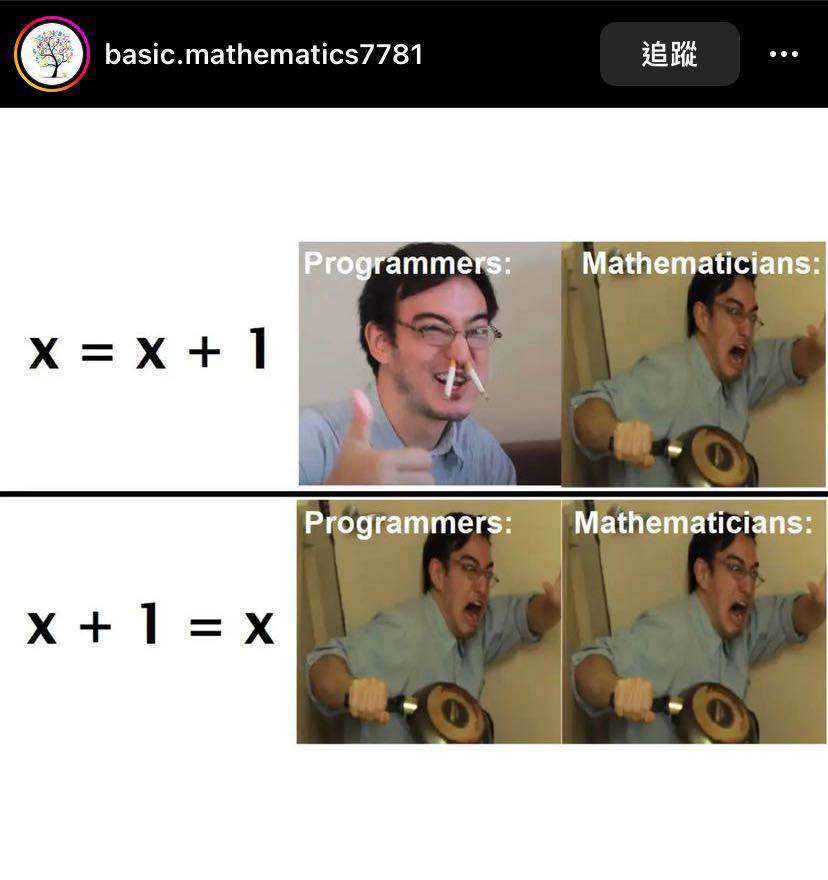 basic.mathematics7781
追蹤
x = x + 1
Programmers:
Mathematicians:
x + 1 = x
Programmers:
Mathematicians: